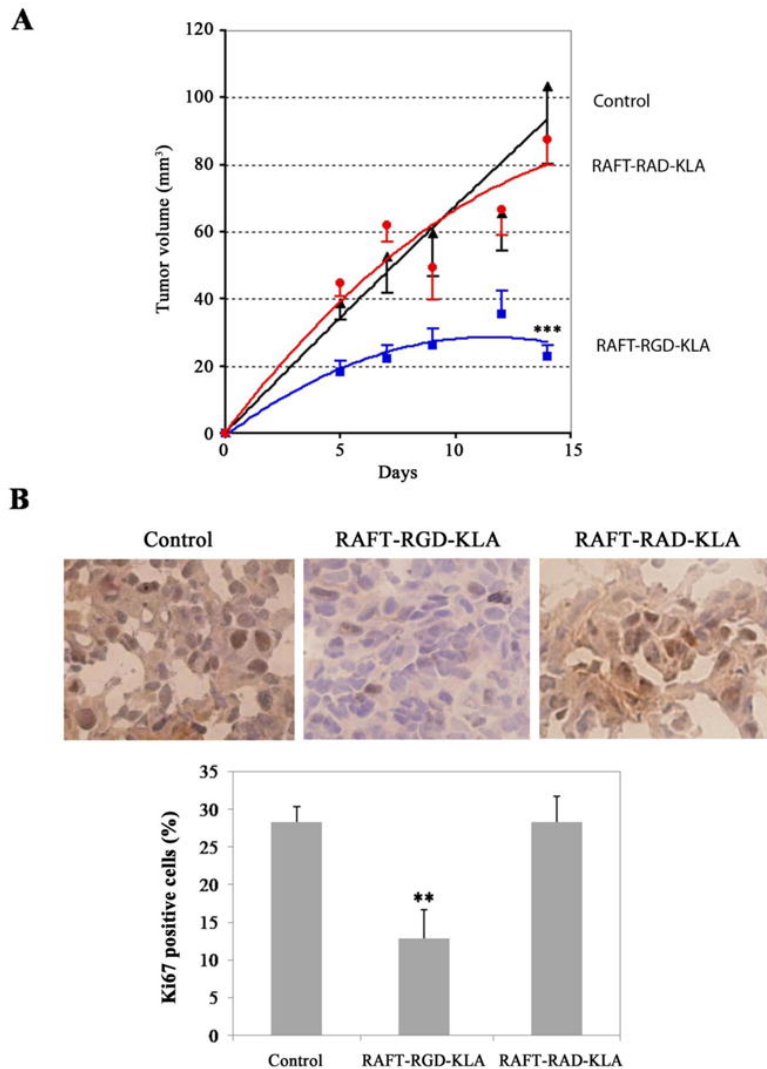 A
120
100
80
60
40
20
0
Tumor volume (mm³)
0 5 10 15
Days
Control
RAFT-RAD-KLA
RAFT-RGD-KLA
***
B
Control RAFT-RGD-KLA RAFT-RAD-KLA
35
30
25
20
15
10
5
0
Ki67 positive cells (%)
**
Control RAFT-RGD-KLA RAFT-RAD-KLA